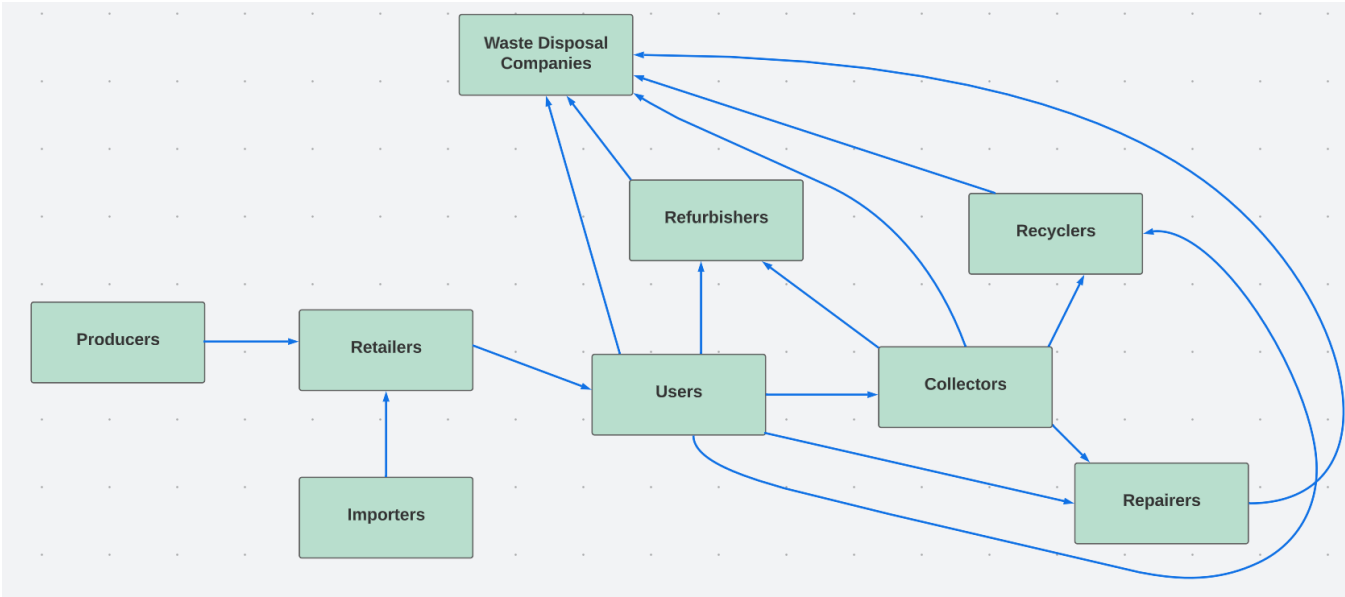 Waste Disposal
Companies
Refurbishers
Recyclers
Producers
Retailers
Users
Collectors
Importers
Repairers